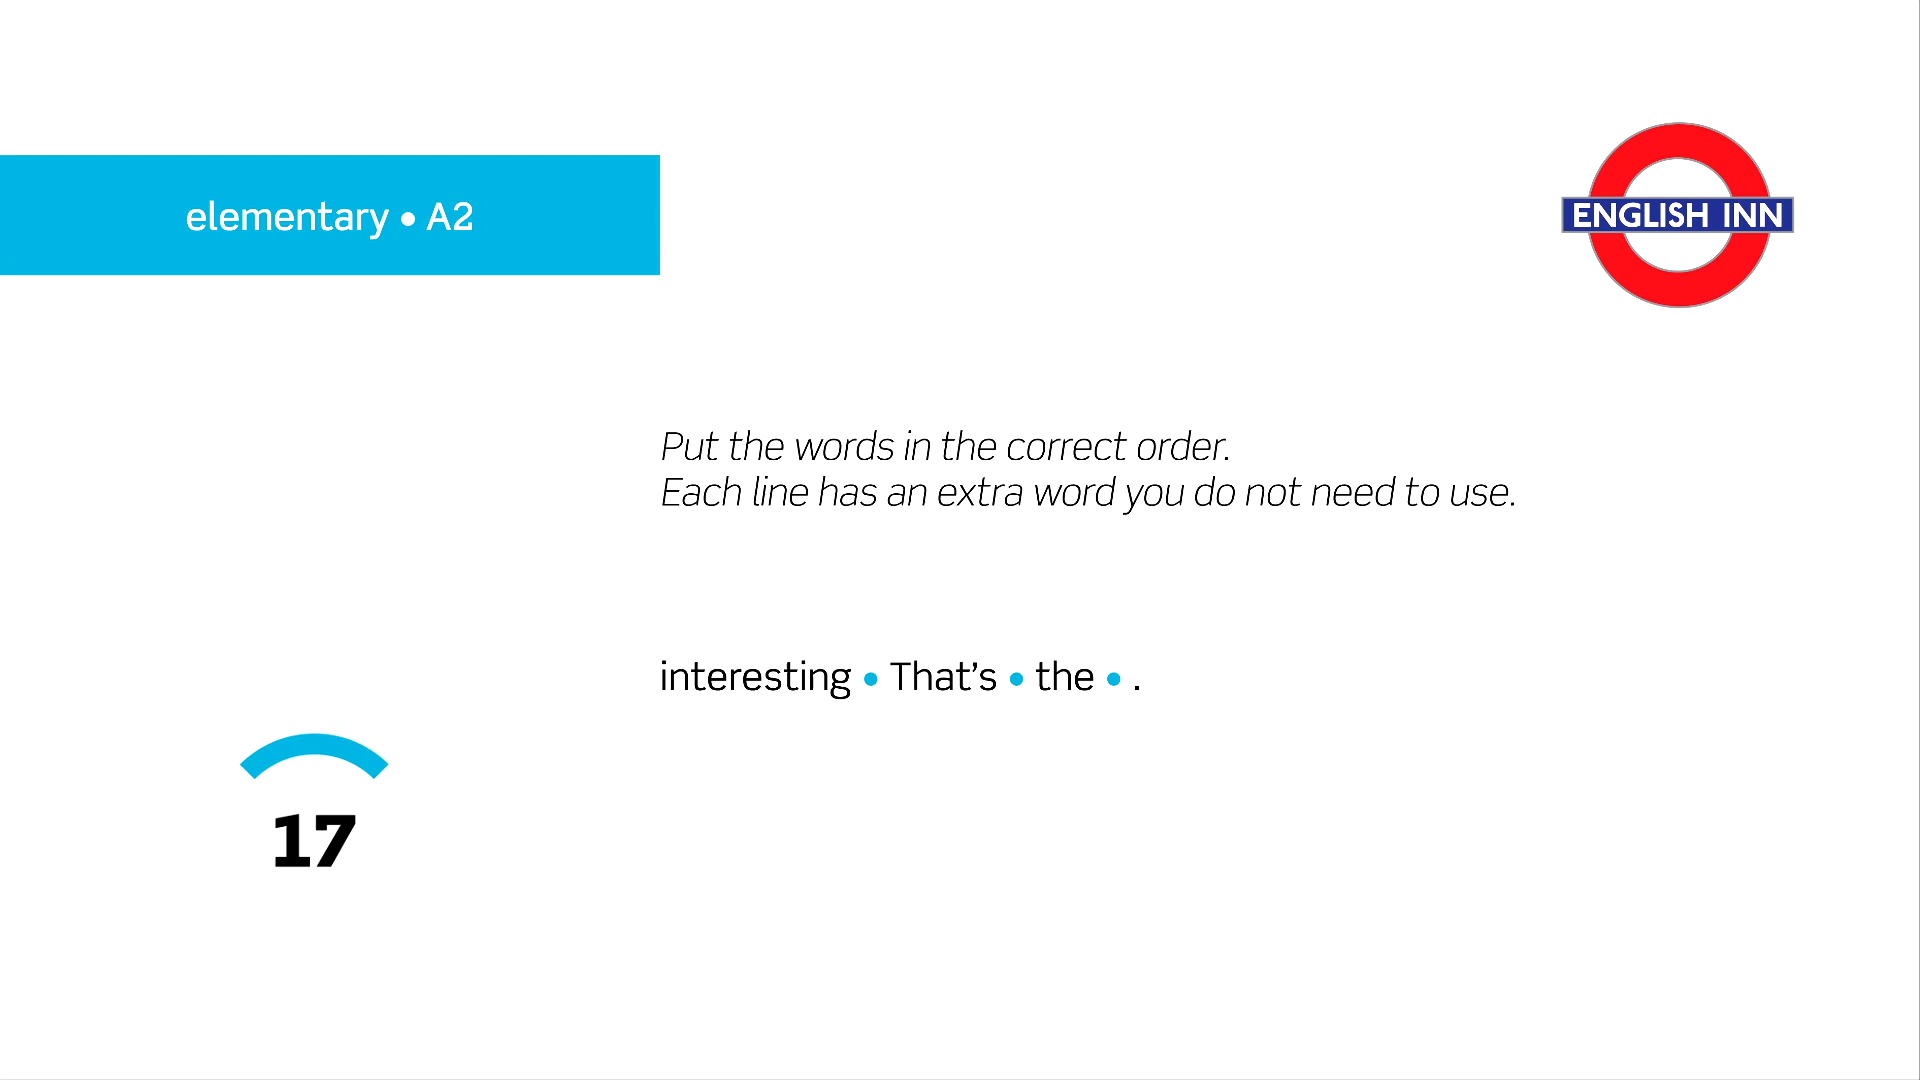 elementary • A2
ENGLISH INN
Put the words in the correct order.
Each line has an extra word you do not need to use.
interesting • That’s • the • .
17